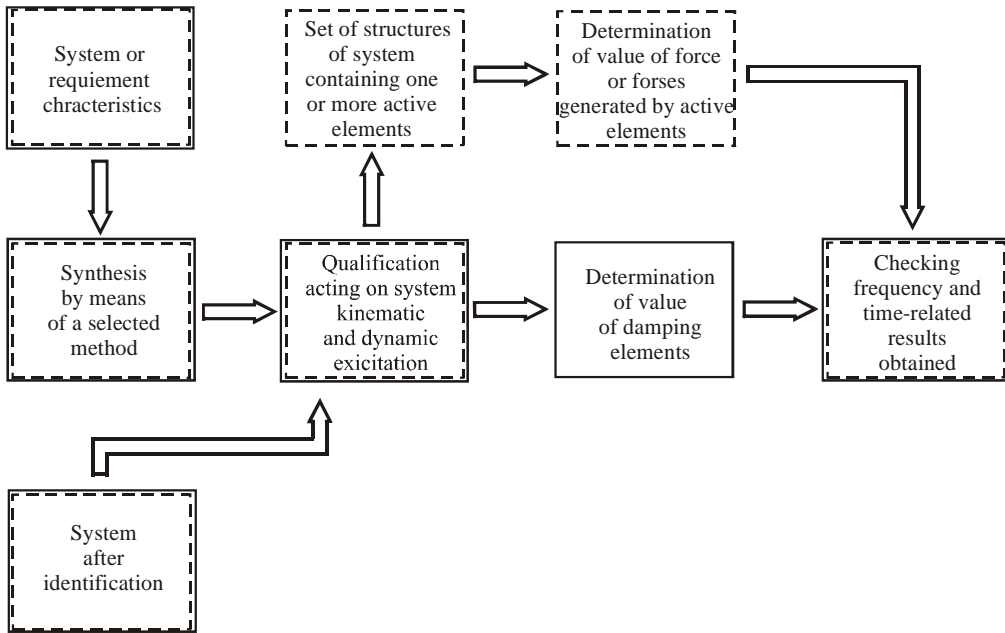 System or
requiement
chracteristics
Set of structures
of system
containing one
or more active
elements
Determination
of value of force
or forses
generated by active
elements
Synthesis
by means
of a selected
method
Qualification
acting on system
kinematic
and dynamic
exicitation
Determination
of value
of damping
elements
Checking
frequency and
time-related
results
obtained
System
after
identification